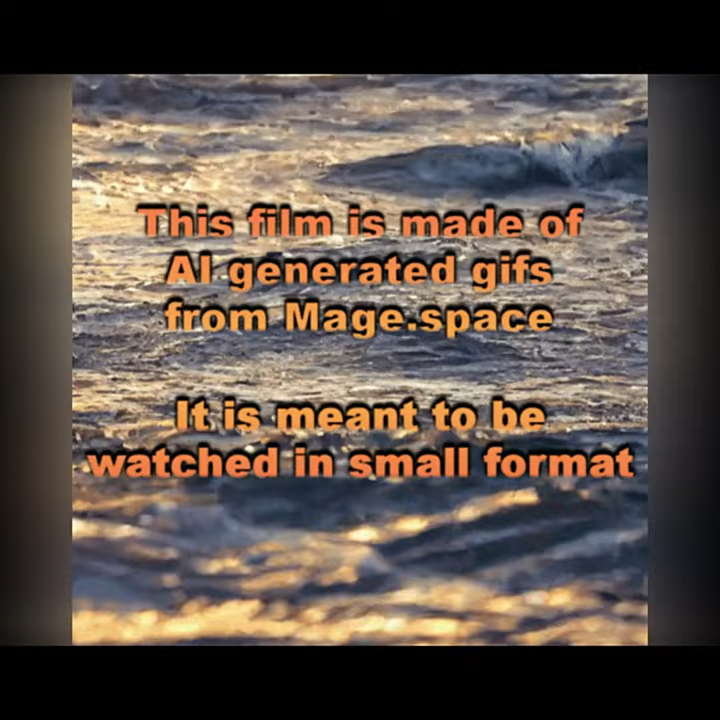 This film is made of
AI generated gifs
from Mage.space
It is meant to be
watched in small format